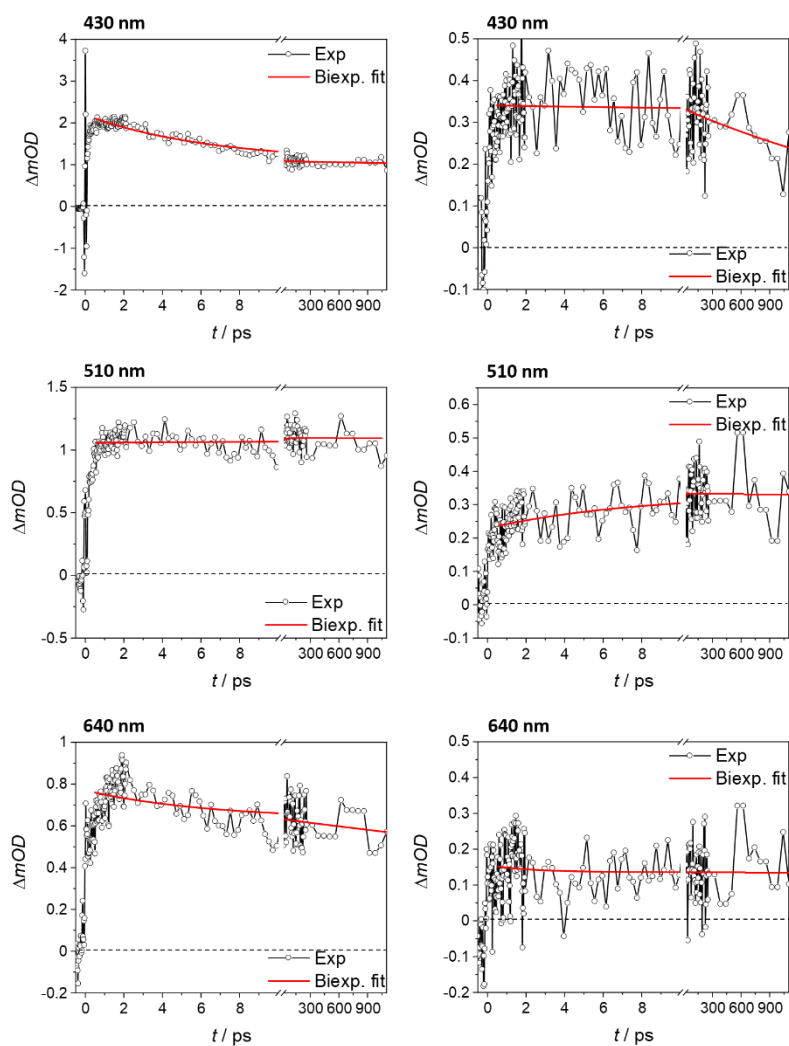 430 nm
4
3
2
1
0
-1
-2
ΔmOD
Exp
Biexp. fit
0 2 4 6 8 300 600 900
t / ps
430 nm
0.5
0.4
0.3
0.2
0.1
0
-0.1
ΔmOD
Exp
Biexp. fit
0 2 4 6 8 300 600 900
t / ps
510 nm
1.5
1
0.5
0
-0.5
ΔmOD
Exp
Biexp. fit
0 2 4 6 8 300 600 900
t / ps
510 nm
0.6
0.5
0.4
0.3
0.2
0.1
0
-0.1
ΔmOD
Exp
Biexp. fit
0 2 4 6 8 300 600 900
t / ps
640 nm
1
0.8
0.6
0.4
0.2
0
-0.2
ΔmOD
Exp
Biexp. fit
0 2 4 6 8 300 600 900
t / ps
640 nm
0.5
0.4
0.3
0.2
0.1
0
-0.1
-0.2
ΔmOD
Exp
Biexp. fit
0 2 4 6 8 300 600 900
t / ps